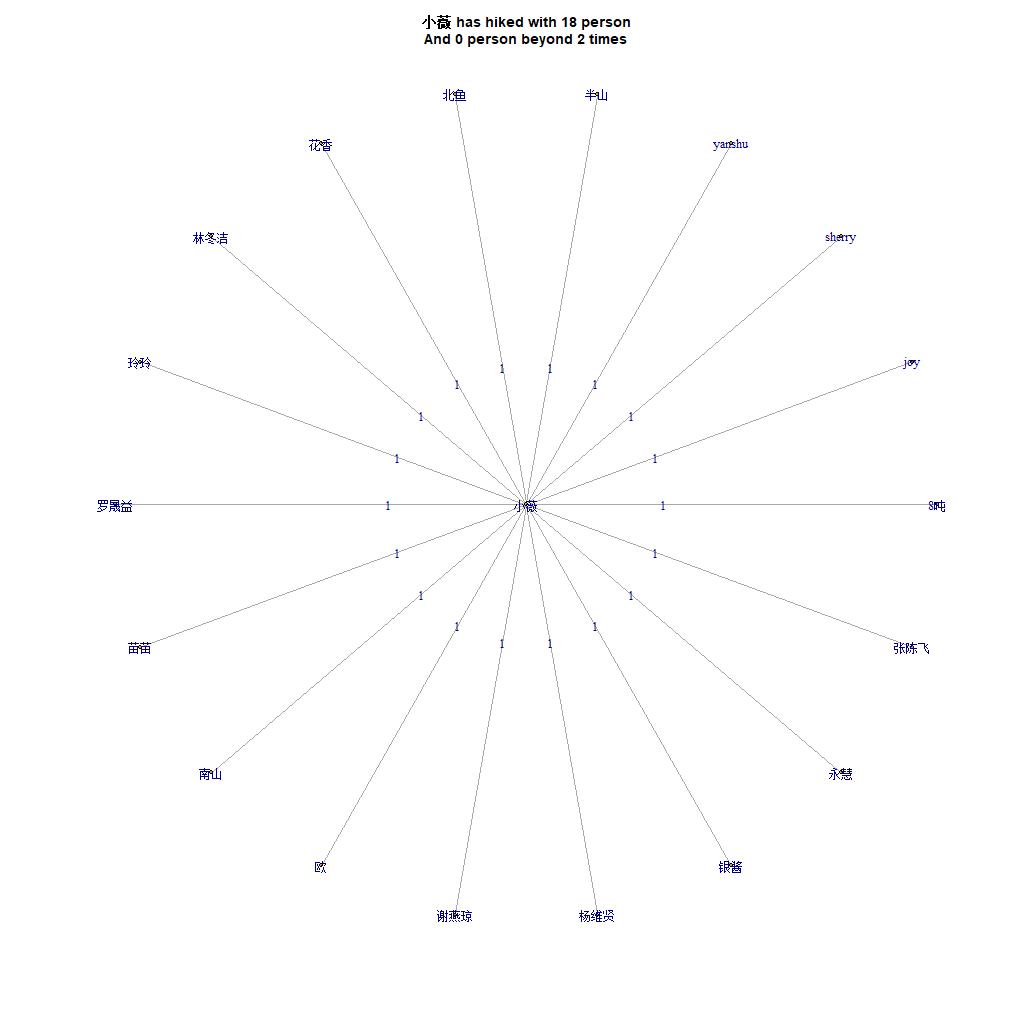 小薇 has hiked with 18 person
And 0 person beyond 2 times
北鱼
半山
花香
yanshu
林冬洁
sherry
玲玲
joy
1
1
1
1
1
1
1
1
罗晟益
1
小薇
1
8吨
1
1
1
1
1
1
1
1
苗苗
张陈飞
南山
永慧
欧
银酱
谢燕琼
杨维贤